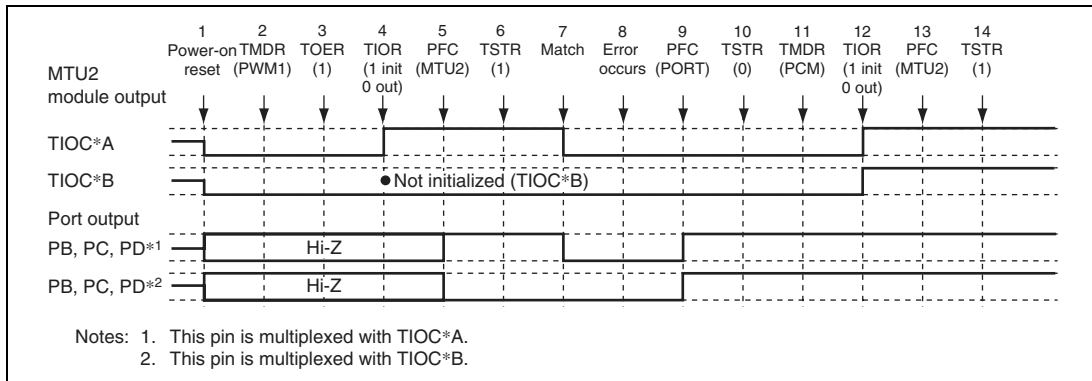 1 2 3 4 5 6 7 8 9 10 11 12 13 14
Power-on TMDR TOER TIOR PFC TSTR Match Error PFC TSTR TMDR TIOR PFC TSTR
reset (PWM1) (1) (1 init (MTU2) (1) occurs (PORT) (0) (PCM) (1 init (MTU2) (1)
0 out) 0 out)
MTU2
module output
TIOC*A
TIOC*B
● Not initialized (TIOC*B)
Port output
PB, PC, PD*1
Hi-Z
PB, PC, PD*2
Hi-Z
Notes: 1. This pin is multiplexed with TIOC*A.
2. This pin is multiplexed with TIOC*B.